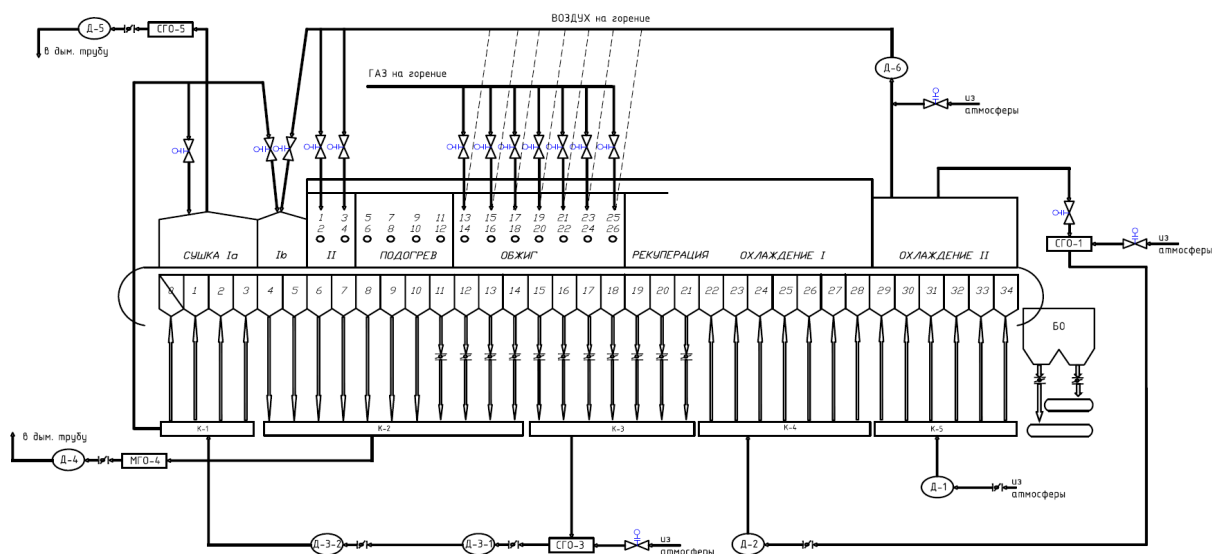 ВОЗДУХ на горение
Д-5
СГО-5
в дым. трубу
ГАЗ на горение
Д-6
из
атмосферы
СГО-1
из
атмосферы
1 3 5 7 9 11 13 15 17 19 21 23 25
2 4 6 8 10 12 14 16 18 20 22 24 26
СУШКА Iа Ib II ПОДОГРЕВ ОБЖИГ РЕКУПЕРАЦИЯ ОХЛАЖДЕНИЕ I ОХЛАЖДЕНИЕ II
1 2 3 4 5 6 7 8 9 10 11 12 13 14 15 16 17 18 19 20 21 22 23 24 25 26 27 28 29 30 31 32 33 34
БО
К-1 К-2 К-3 К-4 К-5
в дым. трубу
Д-4
МГО-4
Д-1
из
атмосферы
Д-3-2
Д-3-1
СГО-3
из
атмосферы
Д-2